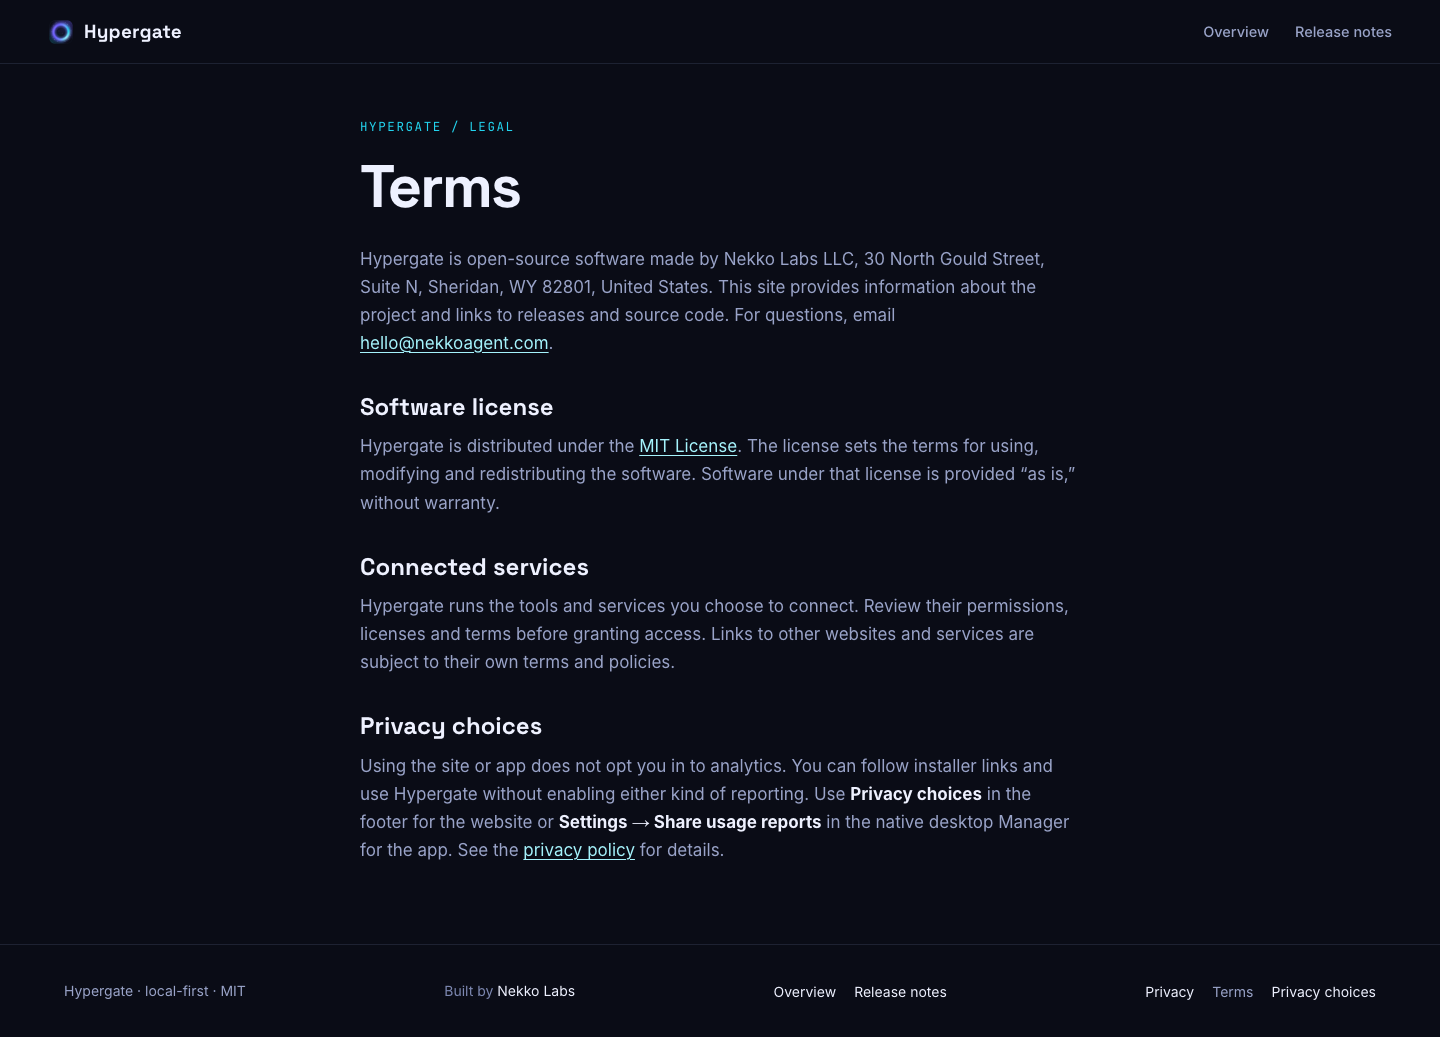 Hypergate
Overview
Release notes
HYPERGATE / LEGAL
Terms
Hypergate is open-source software made by Nekko Labs LLC, 30 North Gould Street,
Suite N, Sheridan, WY 82801, United States. This site provides information about the
project and links to releases and source code. For questions, email
hello@nekkoagent.com.
Software license
Hypergate is distributed under the MIT License. The license sets the terms for using,
modifying and redistributing the software. Software under that license is provided “as is,”
without warranty.
Connected services
Hypergate runs the tools and services you choose to connect. Review their permissions,
licenses and terms before granting access. Links to other websites and services are
subject to their own terms and policies.
Privacy choices
Using the site or app does not opt you in to analytics. You can follow installer links and
use Hypergate without enabling either kind of reporting. Use Privacy choices in the
footer for the website or Settings → Share usage reports in the native desktop Manager
for the app. See the privacy policy for details.
Hypergate · local-first · MIT
Built by Nekko Labs
Overview
Release notes
Privacy
Terms
Privacy choices